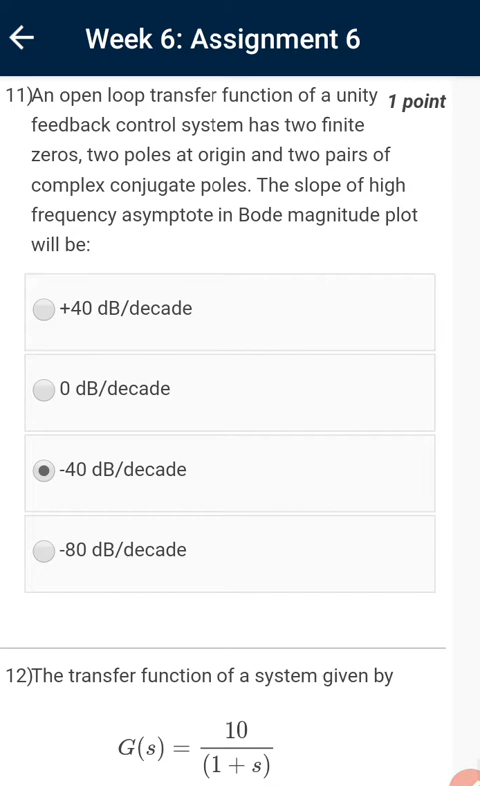 Week 6: Assignment 6
11)An open loop transfer function of a unity 1 point
feedback control system has two finite
zeros, two poles at origin and two pairs of
complex conjugate poles. The slope of high
frequency asymptote in Bode magnitude plot
will be:
+40 dB/decade
0 dB/decade
-40 dB/decade
-80 dB/decade
12)The transfer function of a system given by
G(s) = 10 / (1 + s)